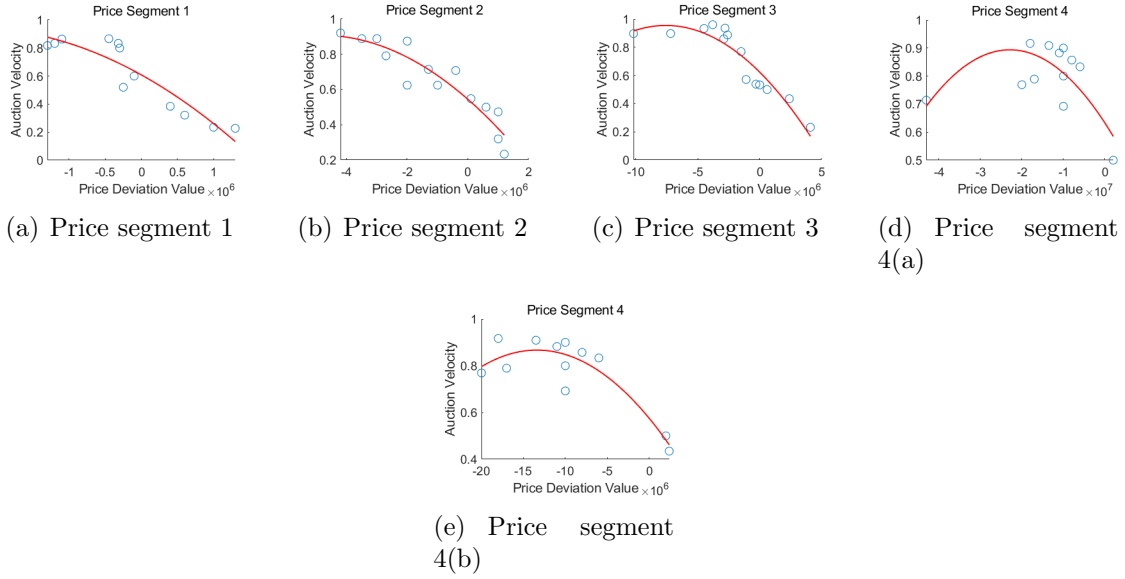 Price Segment 1
1
0.8
0.6
0.4
0.2
0
Auction Velocity
-1 -0.5 0 0.5 1
Price Deviation Value ×10^6
(a) Price segment 1
Price Segment 2
1
0.8
0.6
0.4
0.2
Auction Velocity
-4 -2 0 2
Price Deviation Value ×10^6
(b) Price segment 2
Price Segment 3
1
0.8
0.6
0.4
0.2
0
Auction Velocity
-10 -5 0 5
Price Deviation Value ×10^6
(c) Price segment 3
Price Segment 4
1
0.9
0.8
0.7
0.6
0.5
Auction Velocity
-4 -3 -2 -1 0
Price Deviation Value ×10^7
(d) Price segment
4(a)
Price Segment 4
1
0.8
0.6
0.4
Auction Velocity
-20 -15 -10 -5 0
Price Deviation Value ×10^6
(e) Price segment
4(b)